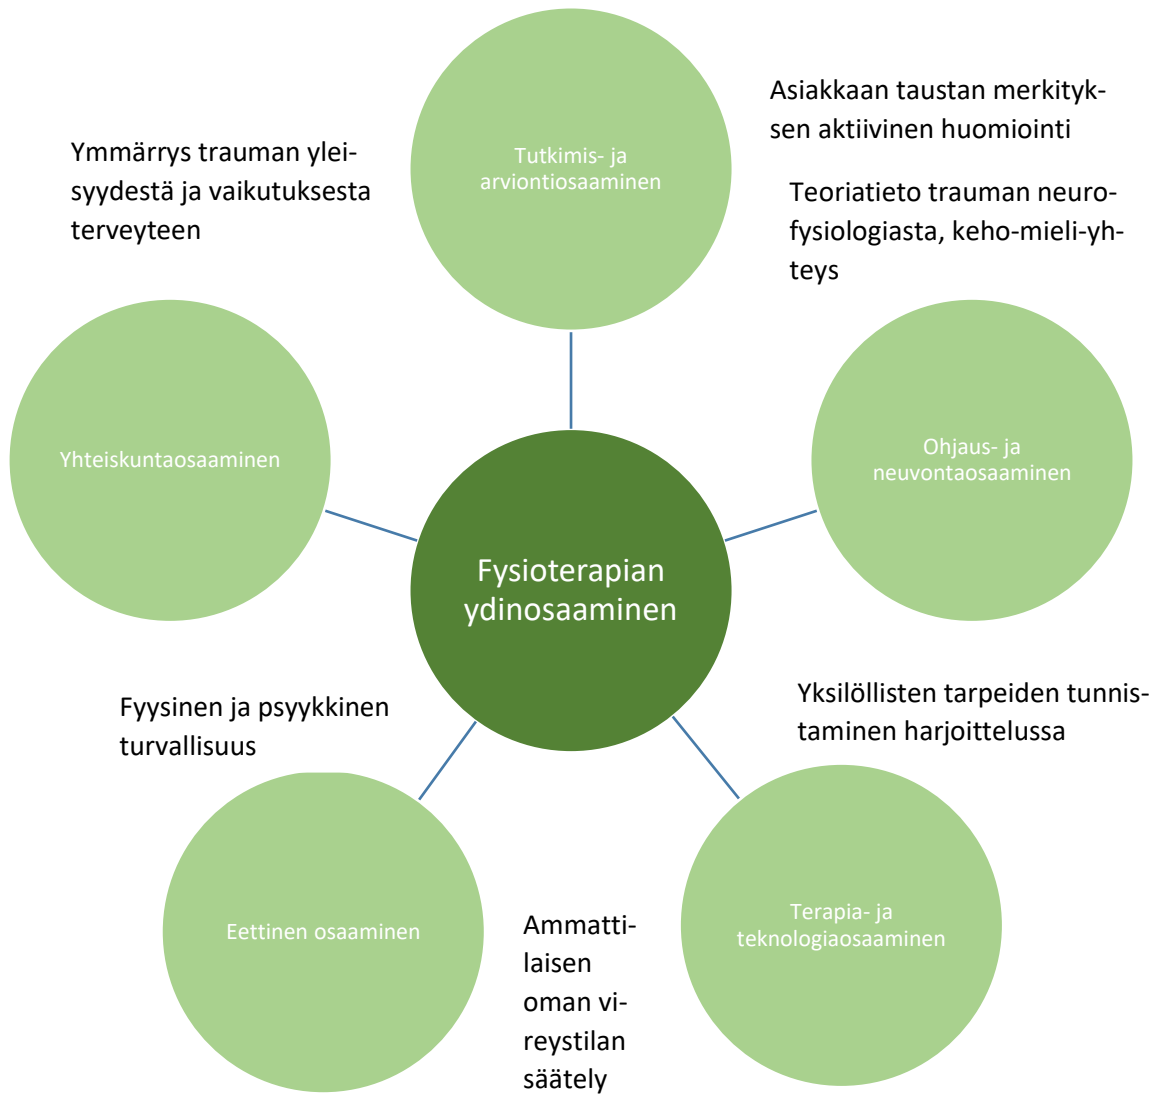 Asiakkaan taustan merkityk-
sen aktiivinen huomiointi
Ymmärrys trauman ylei-
syydestä ja vaikutuksesta
terveyteen
Tutkimis- ja
arviontiosaaminen
Teoriatieto trauman neuro-
fysiologiasta, keho-mieli-yh-
teys
Yhteiskuntaosaaminen
Ohjaus- ja
neuvontaosaaminen
Fysioterapian
ydinosaaminen
Fyysinen ja psyykkinen
turvallisuus
Yksilöllisten tarpeiden tunnis-
taminen harjoittelussa
Eettinen osaaminen
Ammatti-
laisen
oman vi-
reystilan
säätely
Terapia- ja
teknologiaosaaminen